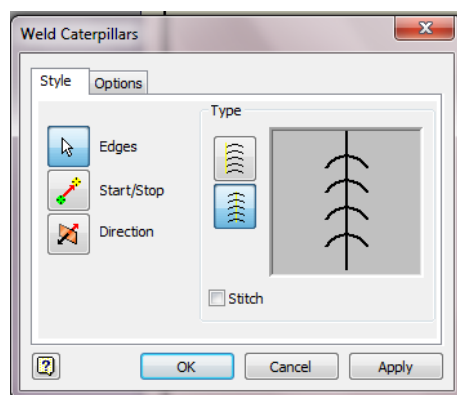 Weld Caterpillars
Style Options
Type
Edges
Start/Stop
Direction
Stitch
? OK Cancel Apply